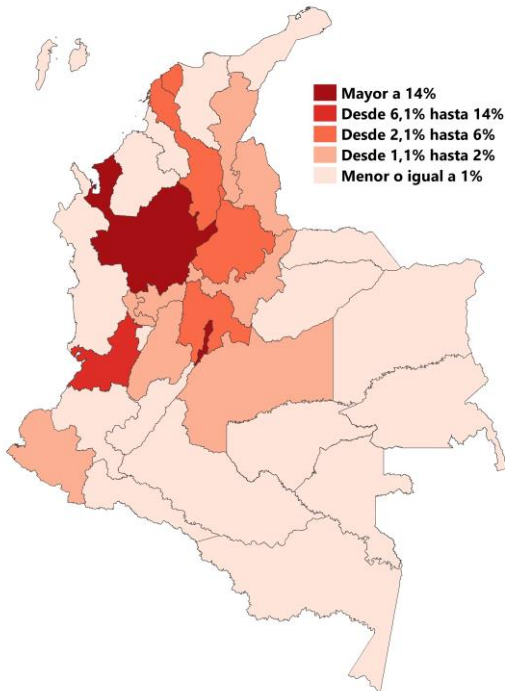 Mayor a 14%
Desde 6,1% hasta 14%
Desde 2,1% hasta 6%
Desde 1,1% hasta 2%
Menor o igual a 1%